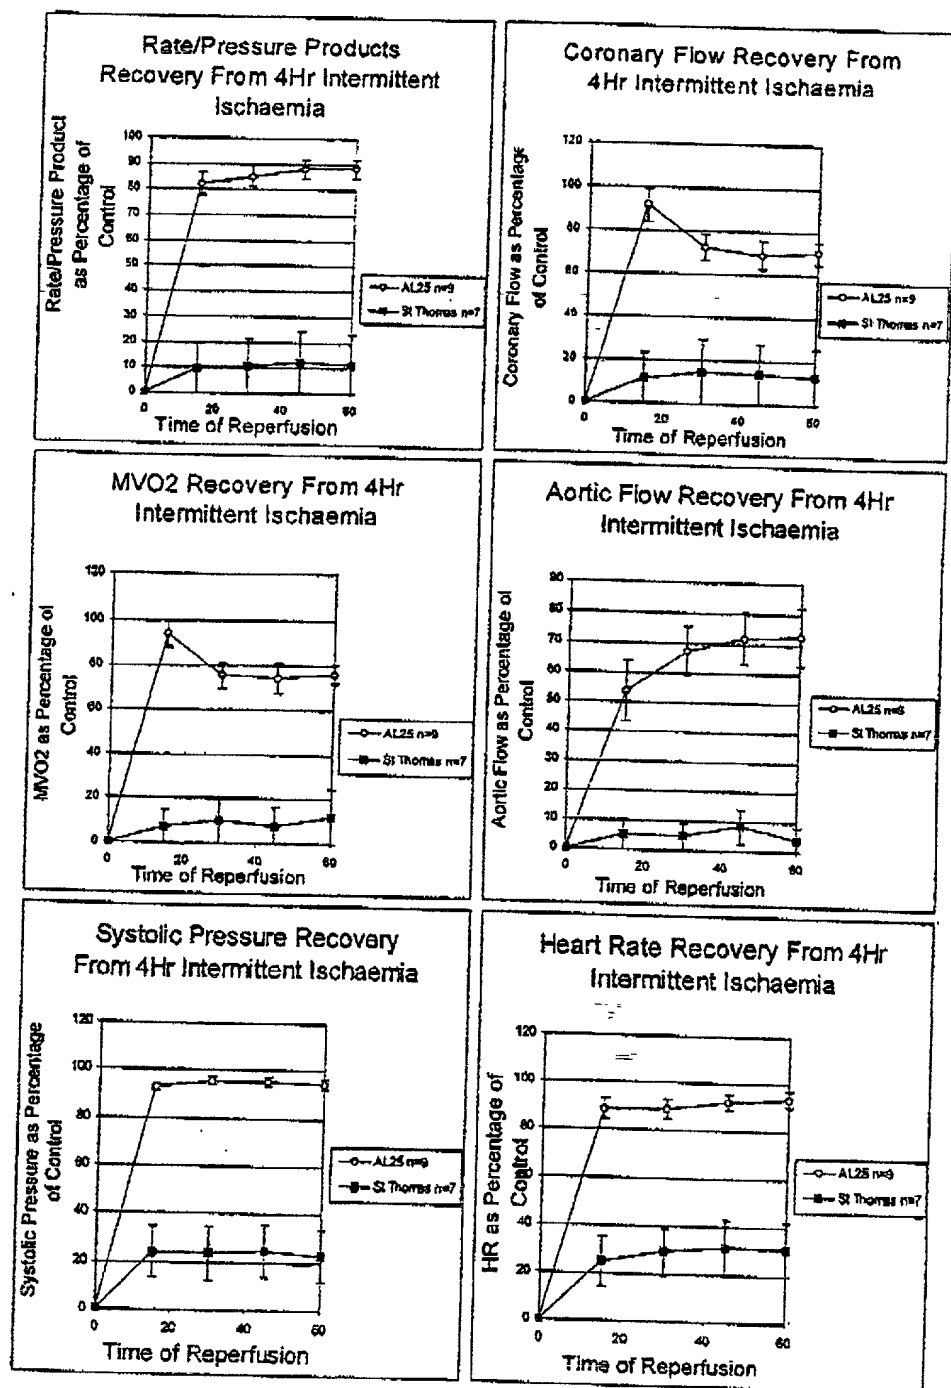 Rate/Pressure Products
Recovery From 4Hr Intermittent
Ischaemia
Rate/Pressure Product
as Percentage of
Control
100
90
80
70
60
50
40
30
20
10
0
0
20
40
60
Time of Reperfusion
AL25 n=9
St Thomas n=7
Coronary Flow Recovery From
4Hr Intermittent Ischaemia
Coronary Flow as Percentage
of Control
120
100
80
60
40
20
0
0
20
40
60
Time of Reperfusion
AL25 n=9
St Thomas n=7
MVO2 Recovery From 4Hr
Intermittent Ischaemia
MVO2 as Percentage of
Control
120
100
80
60
40
20
0
0
20
40
60
Time of Reperfusion
AL25 n=9
St Thomas n=7
Aortic Flow Recovery From 4Hr
Intermittent Ischaemia
Aortic Flow as Percentage of
Control
90
80
70
60
50
40
30
20
10
0
0
20
40
60
Time of Reperfusion
St Thomas n=7
Systolic Pressure Recovery
From 4Hr Intermittent Ischaemia
Systolic Pressure as Percentage
of Control
120
100
80
60
40
20
0
0
20
40
60
Time of Reperfusion
AL25 n=9
St Thomas n=7
Heart Rate Recovery From 4Hr
Intermittent Ischaemia
HR as Percentage of
Control
120
100
80
60
40
20
0
0
20
40
60
Time of Reperfusion
AL25 n=9
St Thomas n=7